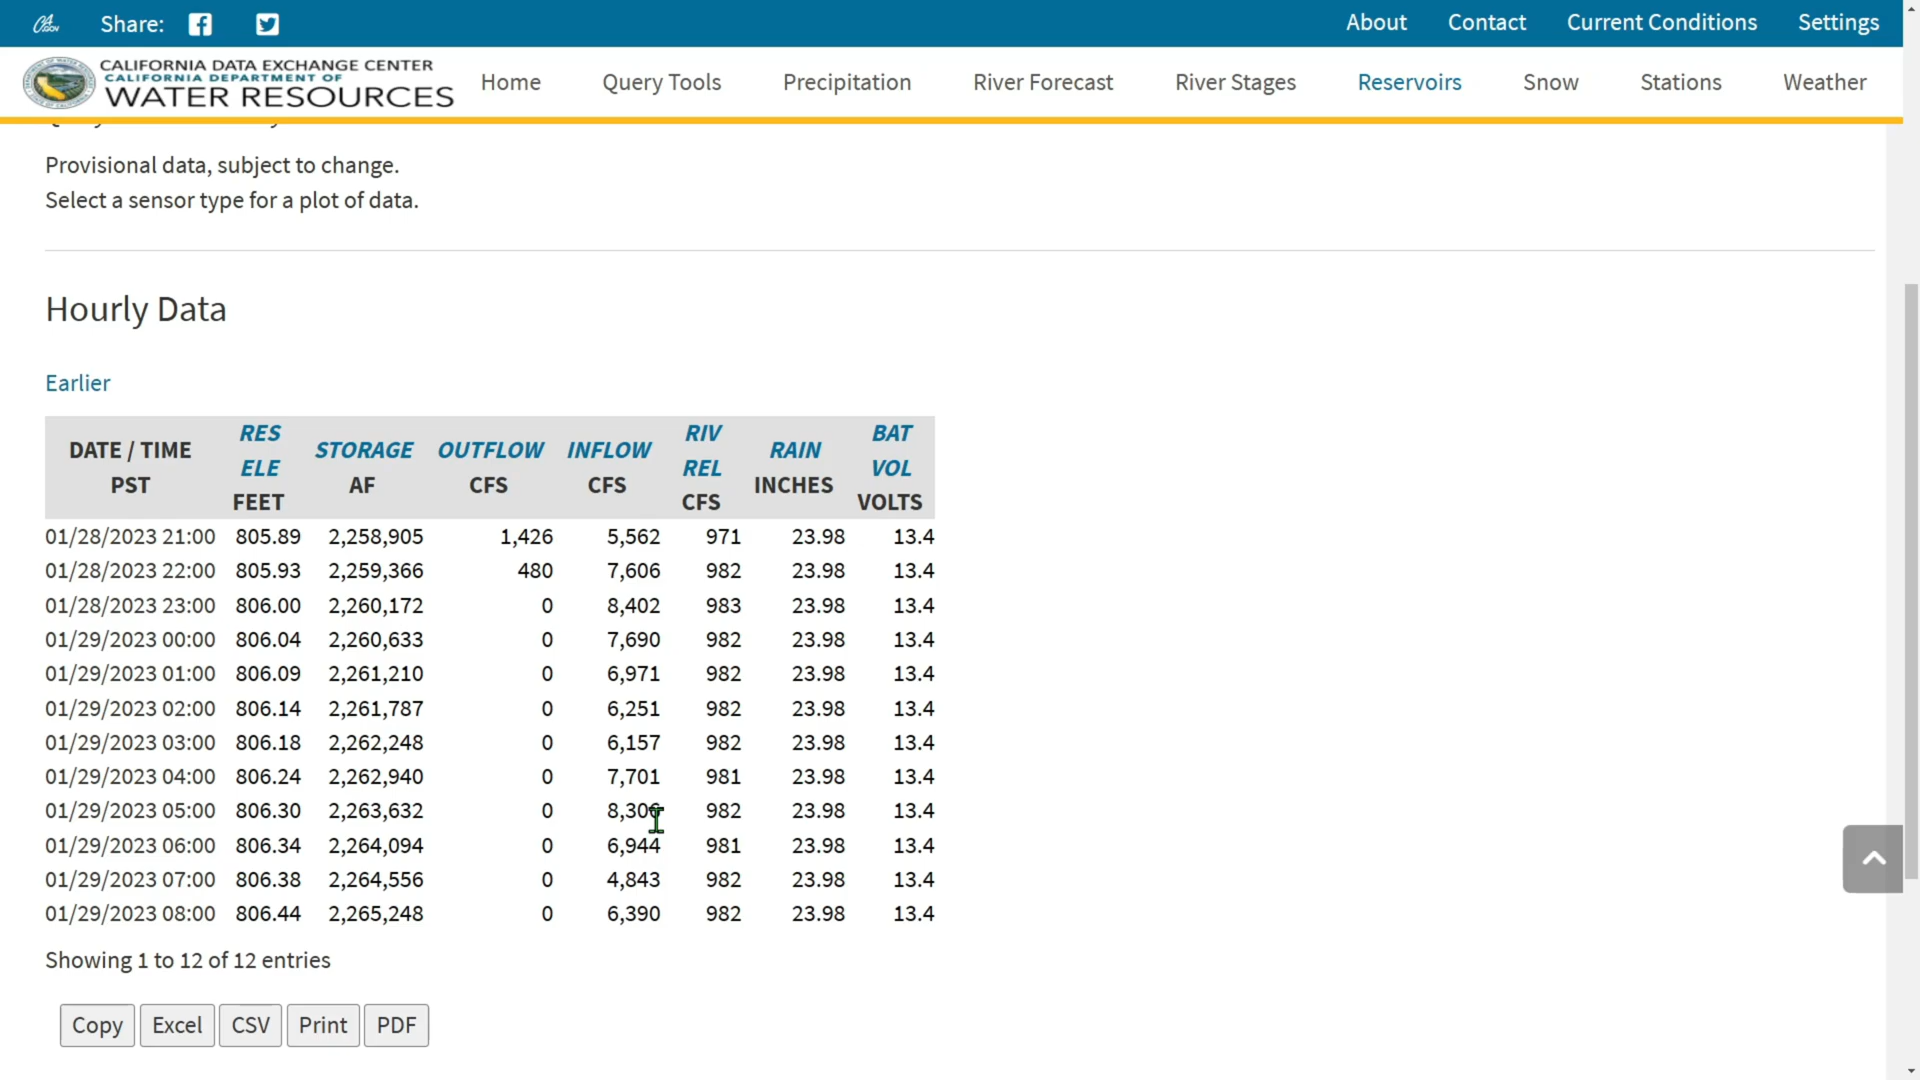 CA.GOV Share: About Contact Current Conditions Settings
CALIFORNIA DATA EXCHANGE CENTER
CALIFORNIA DEPARTMENT OF
WATER RESOURCES
Home Query Tools Precipitation River Forecast River Stages Reservoirs Snow Stations Weather
Provisional data, subject to change.
Select a sensor type for a plot of data.
Hourly Data
Earlier
DATE / TIME PST RES ELE FEET STORAGE AF OUTFLOW CFS INFLOW CFS RIV REL CFS RAIN INCHES BAT VOL VOLTS
01/28/2023 21:00 805.89 2,258,905 1,426 5,562 971 23.98 13.4
01/28/2023 22:00 805.93 2,259,366 480 7,606 982 23.98 13.4
01/28/2023 23:00 806.00 2,260,172 0 8,402 983 23.98 13.4
01/29/2023 00:00 806.04 2,260,633 0 7,690 982 23.98 13.4
01/29/2023 01:00 806.09 2,261,210 0 6,971 982 23.98 13.4
01/29/2023 02:00 806.14 2,261,787 0 6,251 982 23.98 13.4
01/29/2023 03:00 806.18 2,262,248 0 6,157 982 23.98 13.4
01/29/2023 04:00 806.24 2,262,940 0 7,701 981 23.98 13.4
01/29/2023 05:00 806.30 2,263,632 0 982 23.98 13.4
01/29/2023 06:00 806.34 2,264,094 0 6,944 981 23.98 13.4
01/29/2023 07:00 806.38 2,264,556 0 4,843 982 23.98 13.4
01/29/2023 08:00 806.44 2,265,248 0 6,390 982 23.98 13.4
Showing 1 to 12 of 12 entries
Copy Excel CSV Print PDF